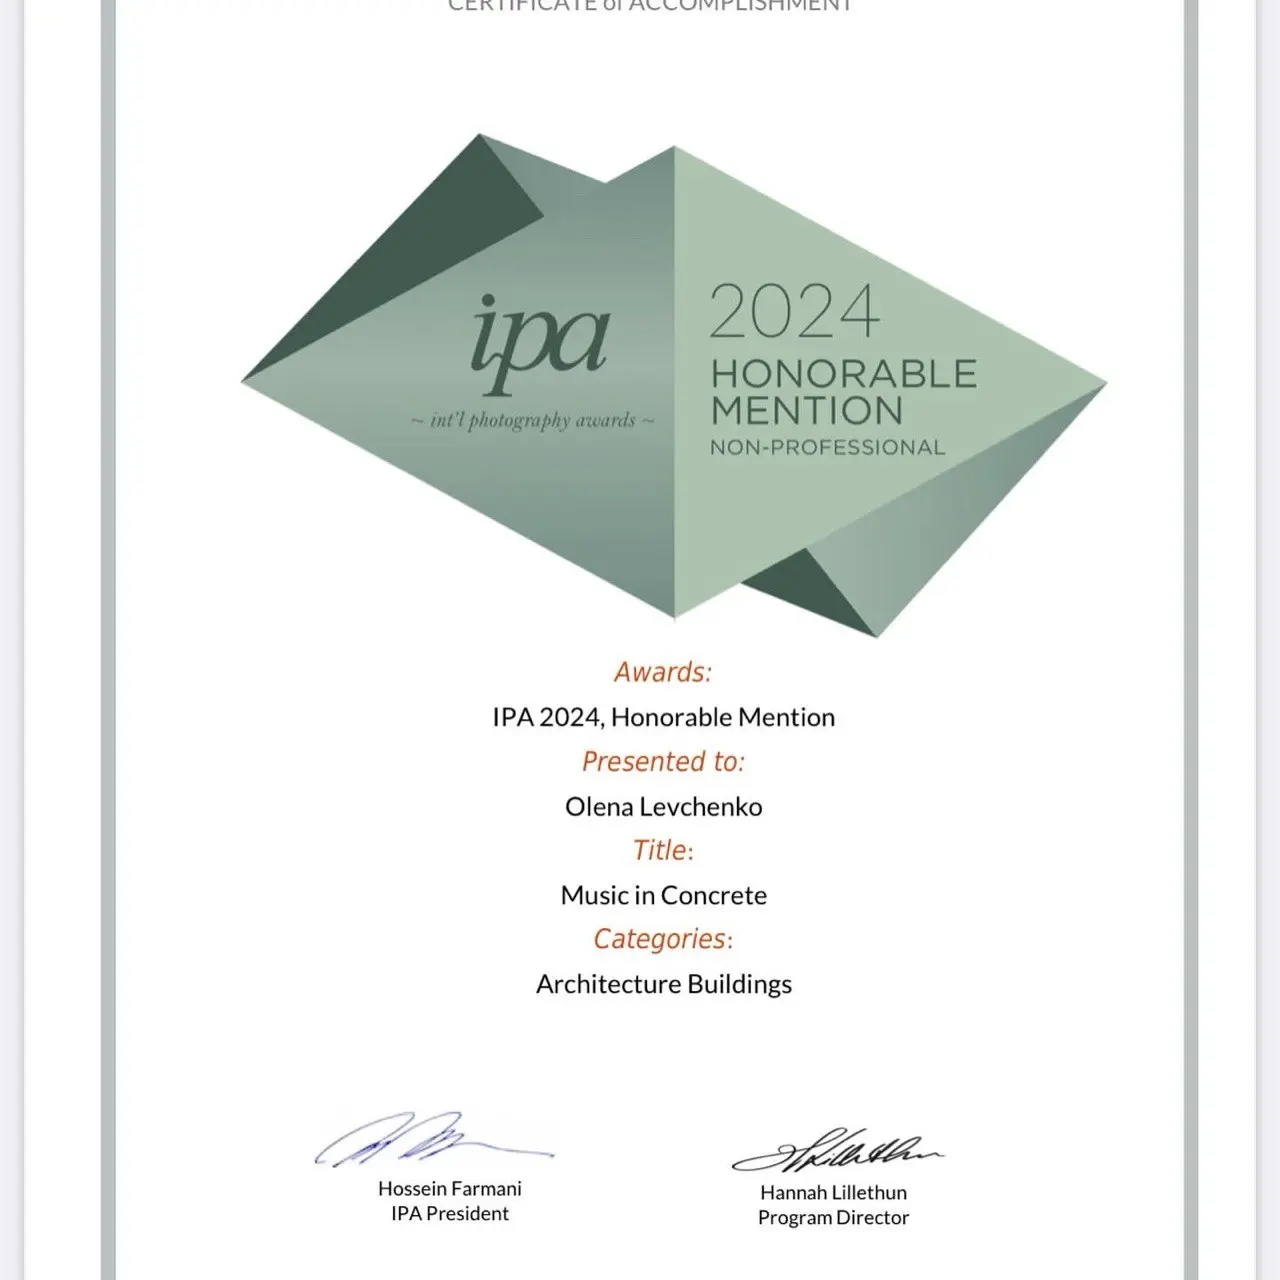 CERTIFICATE of ACCOMPLISHMENT
ipa
~ int'l photography awards ~
2024
HONORABLE
MENTION
NON-PROFESSIONAL
Awards:
IPA 2024, Honorable Mention
Presented to:
Olena Levchenko
Title:
Music in Concrete
Categories:
Architecture Buildings
Hossein Farmani
IPA President
Hannah Lillethun
Program Director